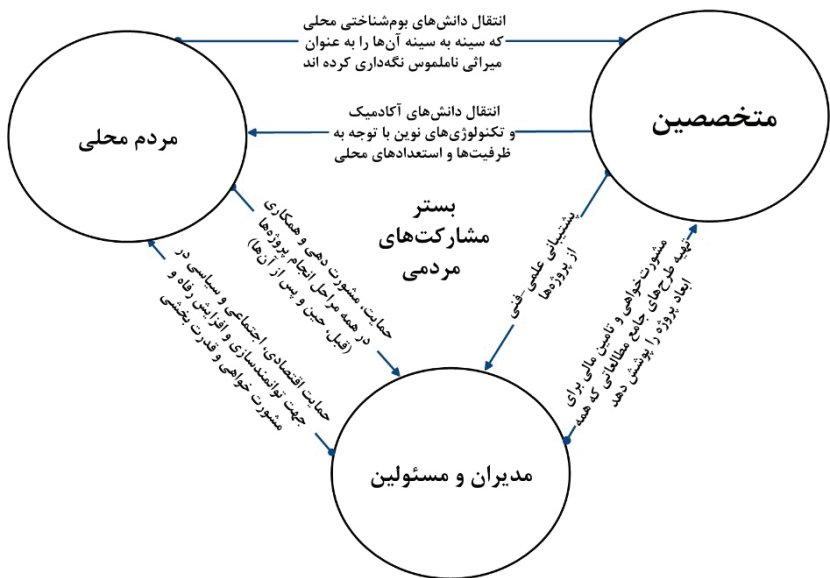 انتقال دانش‌های بوم‌شناختی محلی
که سینه به سینه آن‌ها را به عنوان
میراثی ناملموس نگه‌داری کرده اند
متخصصین
مردم محلی
انتقال دانش‌های آکادمیک
و تکنولوژی‌های نوین با توجه به
ظرفیت‌ها و استعدادهای محلی
بستر
مشارکت‌های
مردمی
حمایت، مشورت دهی و همکاری
در همه مراحل انجام پروژه‌ها
(قبل، حین و پس از آن‌ها)
حمایت اقتصادی، اجتماعی و سیاسی در
جهت توانمندسازی و افزایش رفاه و
مشورت خواهی و قدرت بخشی
پشتیبانی علمی -فنی
از پروژه‌ها
مشورت‌خواهی و تامین مالی برای
تهیه طرح‌های جامع مطالعاتی که همه
ابعاد پروژه را پوشش دهد
مدیران و مسئولین